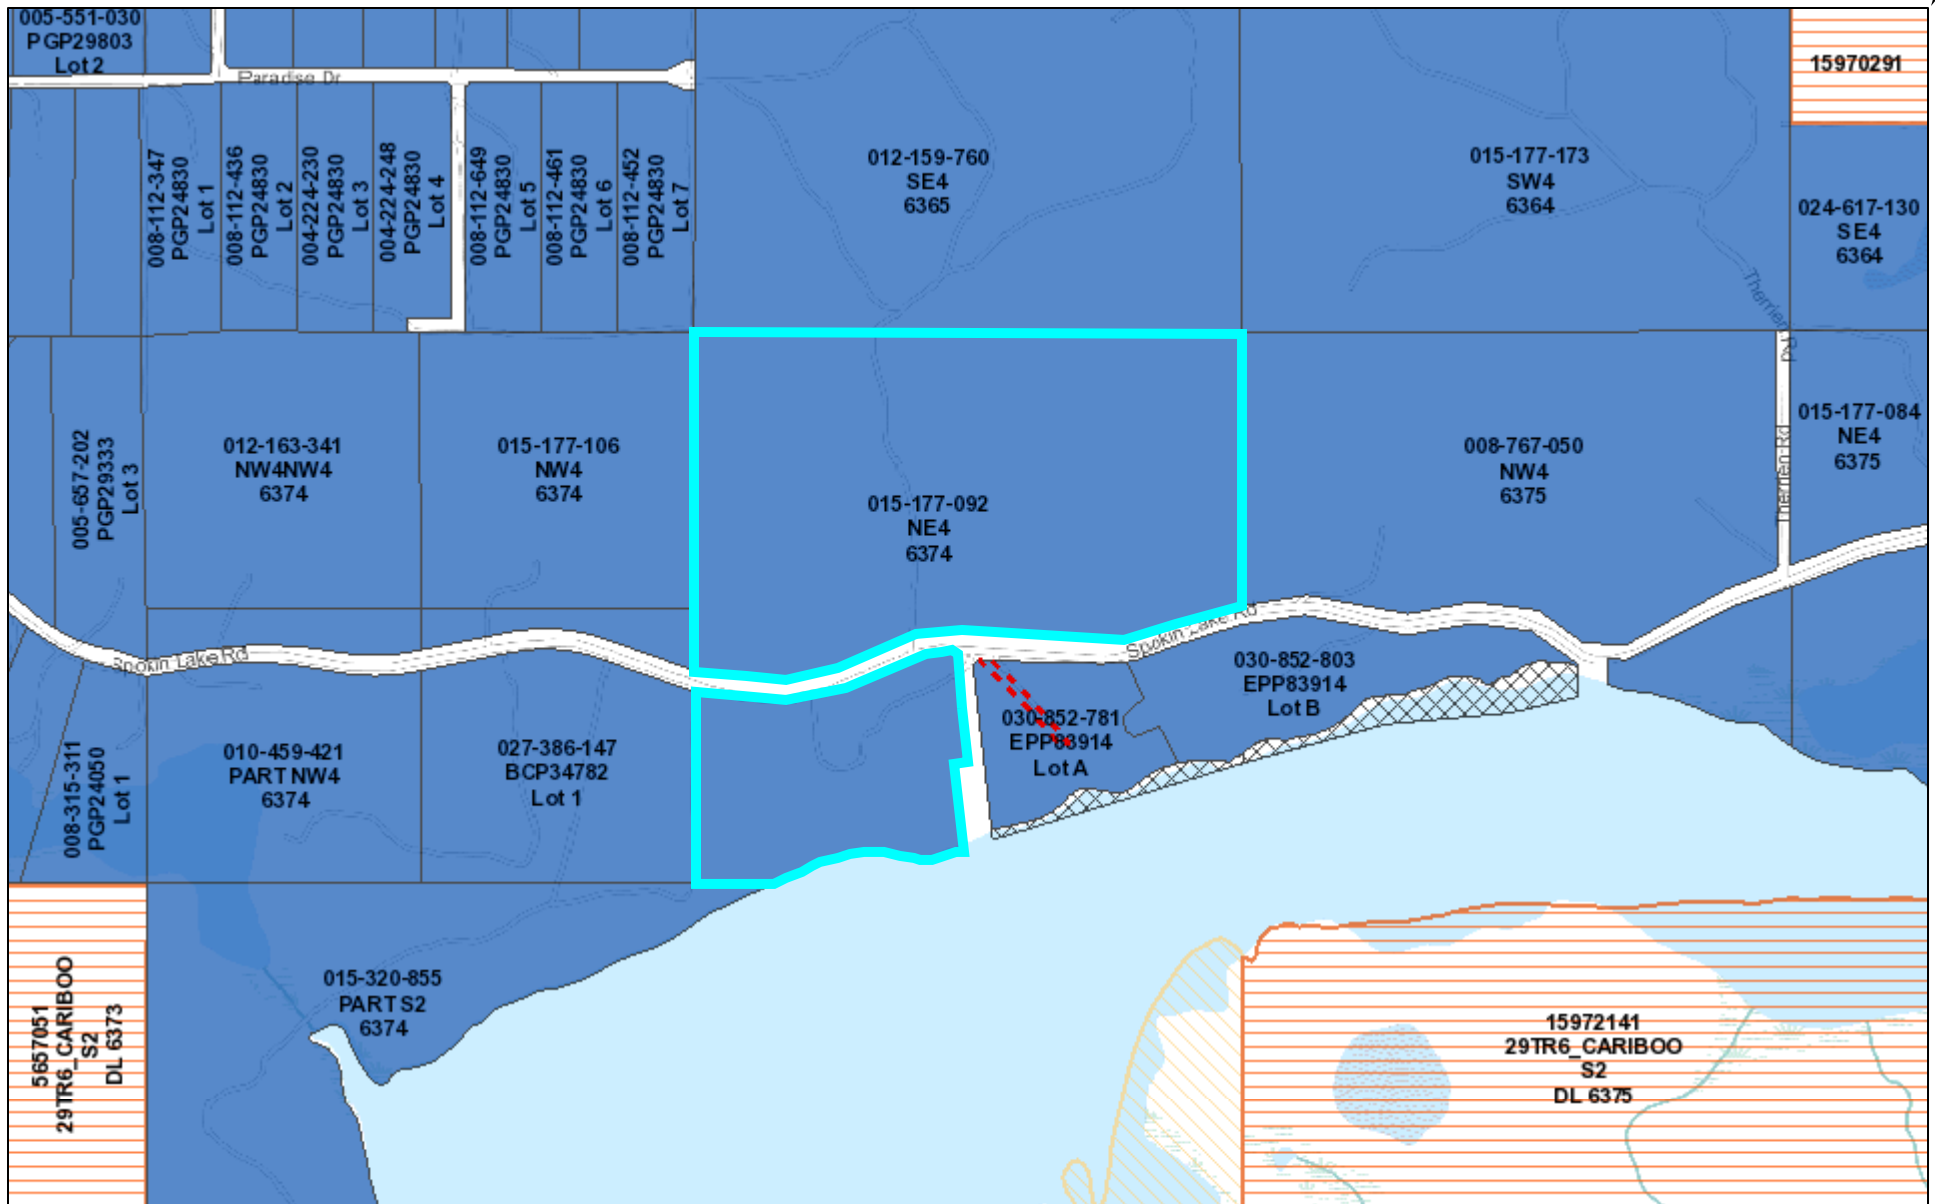 005-551-030
PGP29803
Lot 2
Paradise Dr
15970291
008-112-347
PGP24830
Lot 1
008-112-436
PGP24830
Lot 2
004-224-230
PGP24830
Lot 3
004-224-248
PGP24830
Lot 4
008-112-649
PGP24830
Lot 5
008-112-461
PGP24830
Lot 6
008-112-452
PGP24830
Lot 7
012-159-760
SE4
6365
015-177-173
SW4
6364
024-617-130
SE4
6364
Therrien Rd
005-657-202
PGP29333
Lot 3
012-163-341
NW4NW4
6374
015-177-106
NW4
6374
015-177-092
NE4
6374
008-767-050
NW4
6375
Therrien Rd
015-177-084
NE4
6375
Spokin Lake Rd
Spokin Lake Rd
008-315-311
PGP24050
Lot 1
010-459-421
PART NW4
6374
027-386-147
BCP34782
Lot 1
030-852-781
EPP83914
Lot A
030-852-803
EPP83914
Lot B
5657051
29TR6_CARIBOO
S2
DL 6373
015-320-855
PART S2
6374
15972141
29TR6_CARIBOO
S2
DL 6375